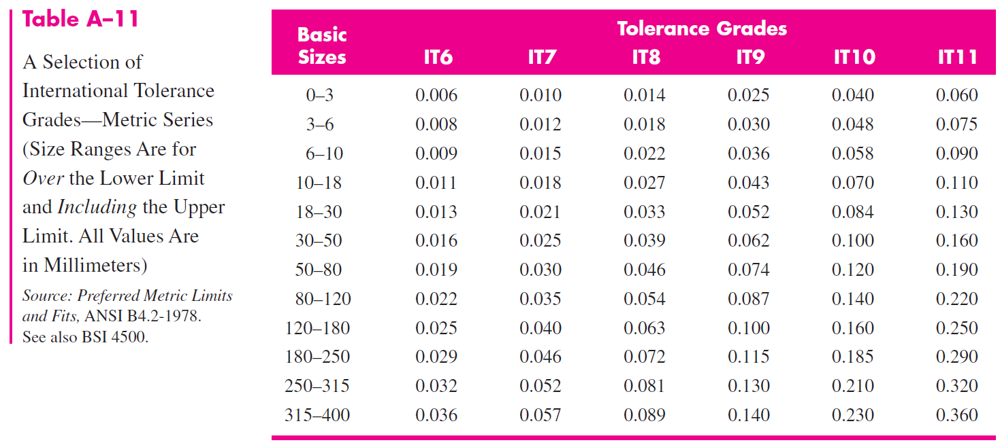 Table A–11
A Selection of
International Tolerance
Grades—Metric Series
(Size Ranges Are for
Over the Lower Limit
and Including the Upper
Limit. All Values Are
in Millimeters)
Source: Preferred Metric Limits
and Fits, ANSI B4.2-1978.
See also BSI 4500.
Basic Tolerance Grades
Sizes IT6 IT7 IT8 IT9 IT10 IT11
0–3 0.006 0.010 0.014 0.025 0.040 0.060
3–6 0.008 0.012 0.018 0.030 0.048 0.075
6–10 0.009 0.015 0.022 0.036 0.058 0.090
10–18 0.011 0.018 0.027 0.043 0.070 0.110
18–30 0.013 0.021 0.033 0.052 0.084 0.130
30–50 0.016 0.025 0.039 0.062 0.100 0.160
50–80 0.019 0.030 0.046 0.074 0.120 0.190
80–120 0.022 0.035 0.054 0.087 0.140 0.220
120–180 0.025 0.040 0.063 0.100 0.160 0.250
180–250 0.029 0.046 0.072 0.115 0.185 0.290
250–315 0.032 0.052 0.081 0.130 0.210 0.320
315–400 0.036 0.057 0.089 0.140 0.230 0.360